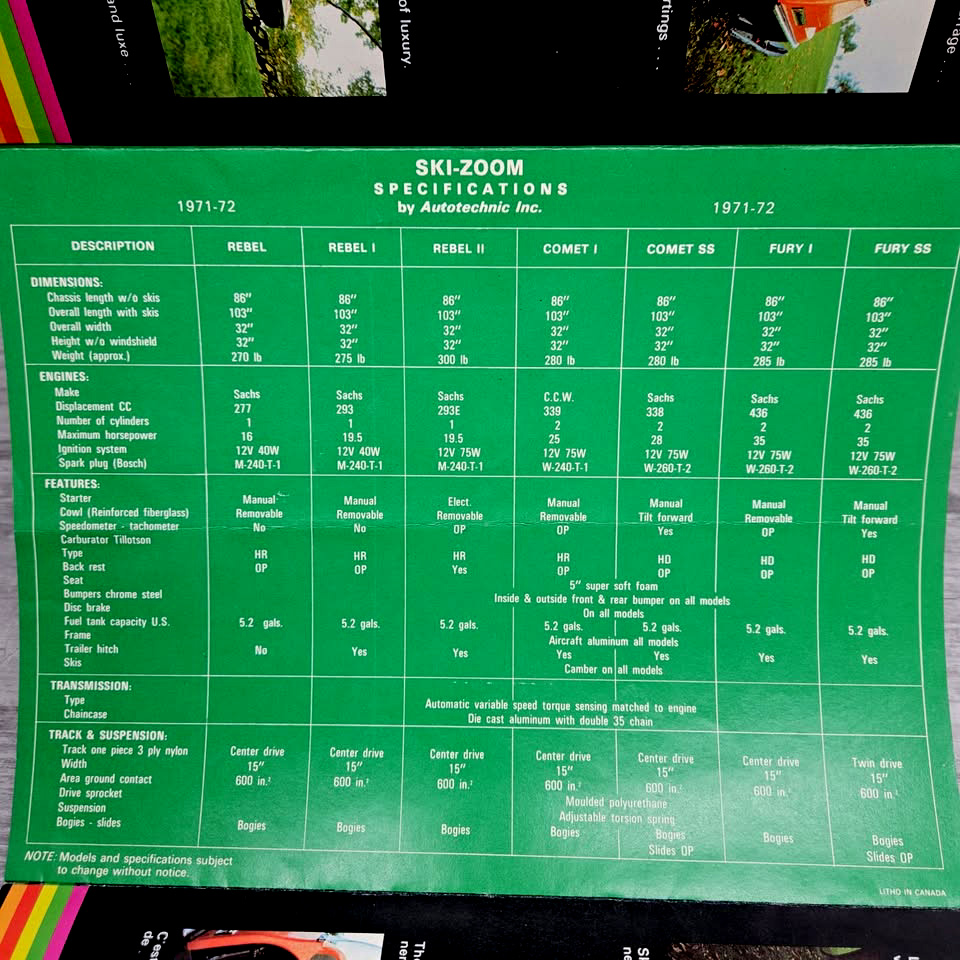 and luxe ...
of luxury.
rtings ...
SKI-ZOOM
SPECIFICATIONS
by Autotechnic Inc.
1971-72 1971-72
DESCRIPTION REBEL REBEL I REBEL II COMET I COMET SS FURY I FURY SS
DIMENSIONS:
Chassis length w/o skis 86" 86" 86" 86" 86" 86" 86"
Overall length with skis 103" 103" 103" 103" 103" 103" 103"
Overall width 32" 32" 32" 32" 32" 32" 32"
Height w/o windshield 32" 32" 32" 32" 32" 32" 32"
Weight (approx.) 270 lb 275 lb 300 lb 280 lb 280 lb 285 lb 285 lb
ENGINES:
Make Sachs Sachs Sachs C.C.W. Sachs Sachs Sachs
Displacement CC 277 293 293E 339 338 436 436
Number of cylinders 1 1 1 2 2 2 2
Maximum horsepower 16 19.5 19.5 25 28 35 35
Ignition system 12V 40W 12V 40W 12V 75W 12V 75W 12V 75W 12V 75W 12V 75W
Spark plug (Bosch) M-240-T-1 M-240-T-1 M-240-T-1 W-240-T-1 W-260-T-2 W-260-T-2 W-260-T-2
FEATURES:
Starter Manual Manual Elect. Manual Manual Manual Manual
Cowl (Reinforced fiberglass) Removable Removable Removable Removable Tilt forward Removable Tilt forward
Speedometer - tachometer No No OP OP Yes OP Yes
Carburator Tillotson
Type HR HR HR HR HD HD HD
Back rest OP OP Yes OP OP OP OP
Seat 5" super soft foam
Bumpers chrome steel Inside & outside front & rear bumper on all models
Disc brake On all models
Fuel tank capacity U.S. 5.2 gals. 5.2 gals. 5.2 gals. 5.2 gals. 5.2 gals. 5.2 gals. 5.2 gals.
Frame Aircraft aluminum all models
Trailer hitch No Yes Yes Yes Yes Yes Yes
Skis Camber on all models
TRANSMISSION:
Type Automatic variable speed torque sensing matched to engine
Chaincase Die cast aluminum with double 35 chain
TRACK & SUSPENSION:
Track one piece 3 ply nylon Center drive Center drive Center drive Center drive Center drive Center drive Twin drive
Width 15" 15" 15" 15" 15" 15" 15"
Area ground contact 600 in.² 600 in.² 600 in.² 600 in.² 600 in.² 600 in.² 600 in.²
Drive sprocket Moulded polyurethane
Suspension Adjustable torsion spring
Bogies - slides Bogies Bogies Bogies Bogies Bogies Bogies Bogies
Slides OP Slides OP
NOTE: Models and specifications subject
to change without notice.
LITHO IN CANADA
C'est
de